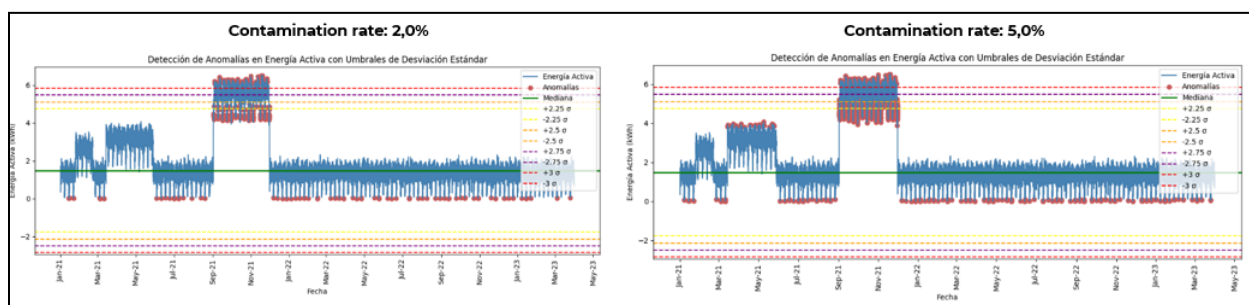 Contamination rate: 2,0%
Detección de Anomalías en Energía Activa con Umbrales de Desviación Estándar
Energía Activa (kWh)
6
4
2
0
−2
Energía Activa
Anomalías
Mediana
+2.25 σ
-2.25 σ
+2.5 σ
-2.5 σ
+2.75 σ
-2.75 σ
+3 σ
-3 σ
Jan-21
Mar-21
May-21
Jul-21
Sep-21
Nov-21
Jan-22
Mar-22
May-22
Jul-22
Sep-22
Nov-22
Jan-23
Mar-23
May-23
Fecha
Contamination rate: 5,0%
Detección de Anomalías en Energía Activa con Umbrales de Desviación Estándar
Energía Activa (kWh)
6
4
2
0
−2
Energía Activa
Anomalías
Mediana
+2.25 σ
-2.25 σ
+2.5 σ
-2.5 σ
+2.75 σ
-2.75 σ
+3 σ
-3 σ
Jan-21
Mar-21
May-21
Jul-21
Sep-21
Nov-21
Jan-22
Mar-22
May-22
Jul-22
Sep-22
Nov-22
Jan-23
Mar-23
May-23
Fecha